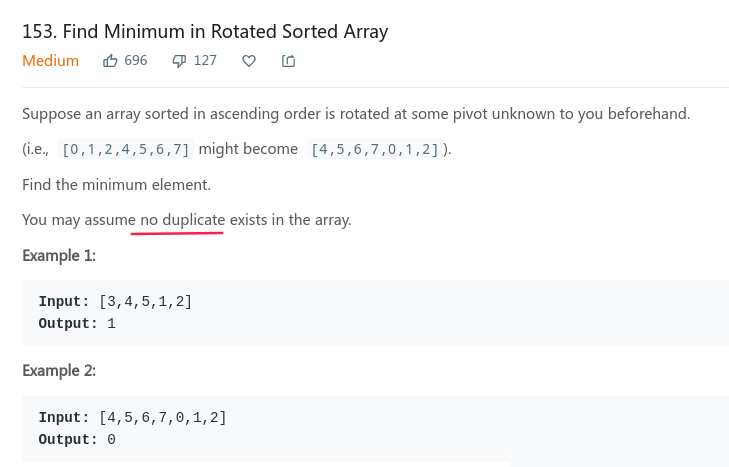 153. Find Minimum in Rotated Sorted Array
Medium 696 127
Suppose an array sorted in ascending order is rotated at some pivot unknown to you beforehand.
(i.e., [0,1,2,4,5,6,7] might become [4,5,6,7,0,1,2]).
Find the minimum element.
You may assume no duplicate exists in the array.
Example 1:
Input: [3,4,5,1,2]
Output: 1
Example 2:
Input: [4,5,6,7,0,1,2]
Output: 0